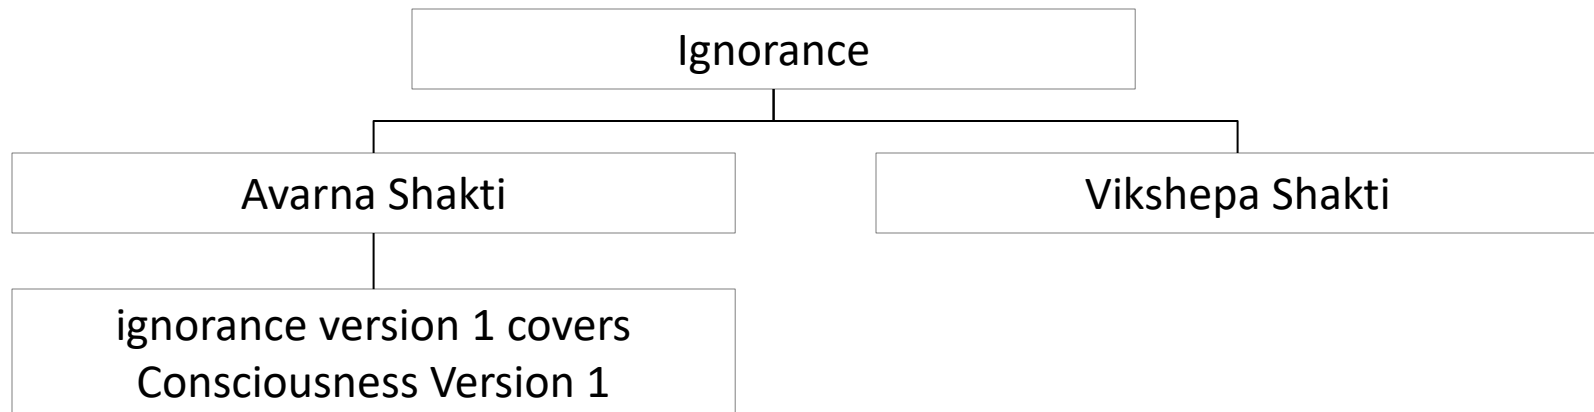 Ignorance
Avarna Shakti
Vikshepa Shakti
ignorance version 1 covers
Consciousness Version 1